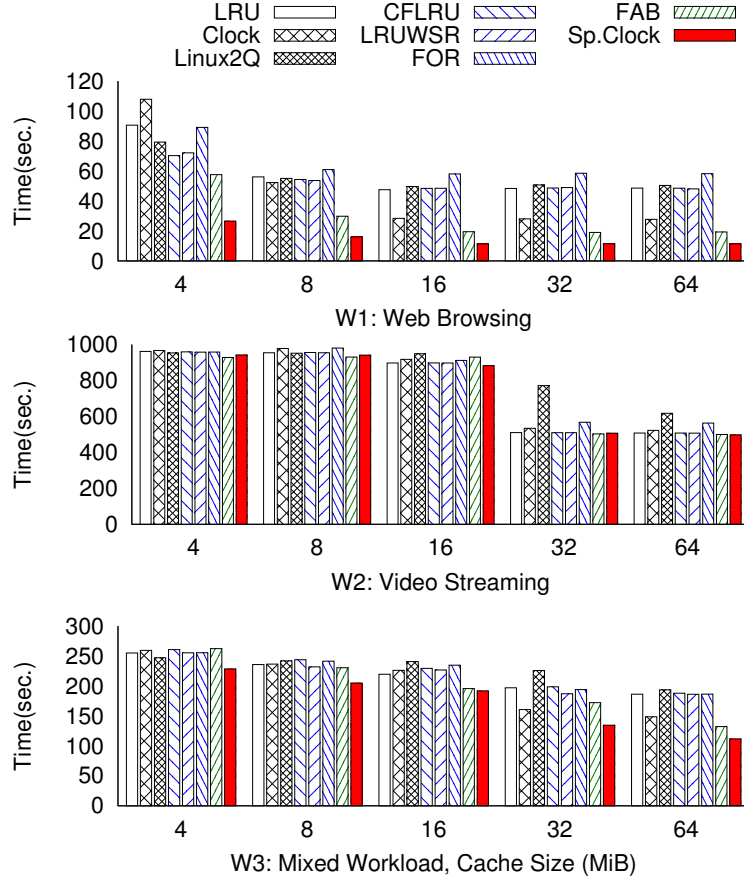 LRU CFLRU FAB
Clock LRUWSR Sp.Clock
Linux2Q FOR
120
100
80
60
40
20
0
Time(sec.)
4 8 16 32 64
W1: Web Browsing
1000
800
600
400
200
0
Time(sec.)
4 8 16 32 64
W2: Video Streaming
300
250
200
150
100
50
0
Time(sec.)
4 8 16 32 64
W3: Mixed Workload, Cache Size (MiB)